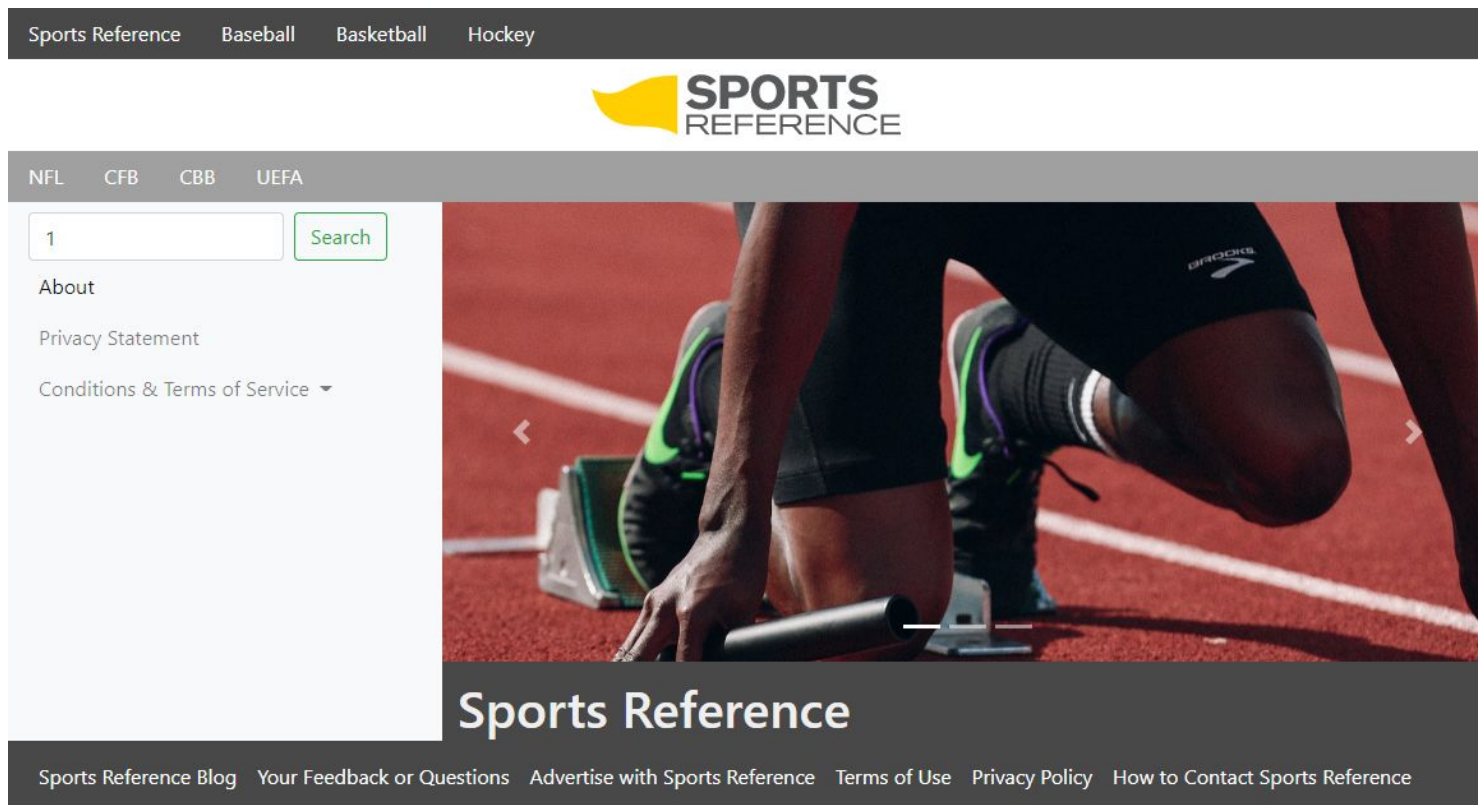 Sports Reference Baseball Basketball Hockey
SPORTS
REFERENCE
NFL CFB CBB UEFA
1 Search
About
Privacy Statement
Conditions & Terms of Service
BROOKS
Sports Reference
Sports Reference Blog Your Feedback or Questions Advertise with Sports Reference Terms of Use Privacy Policy How to Contact Sports Reference